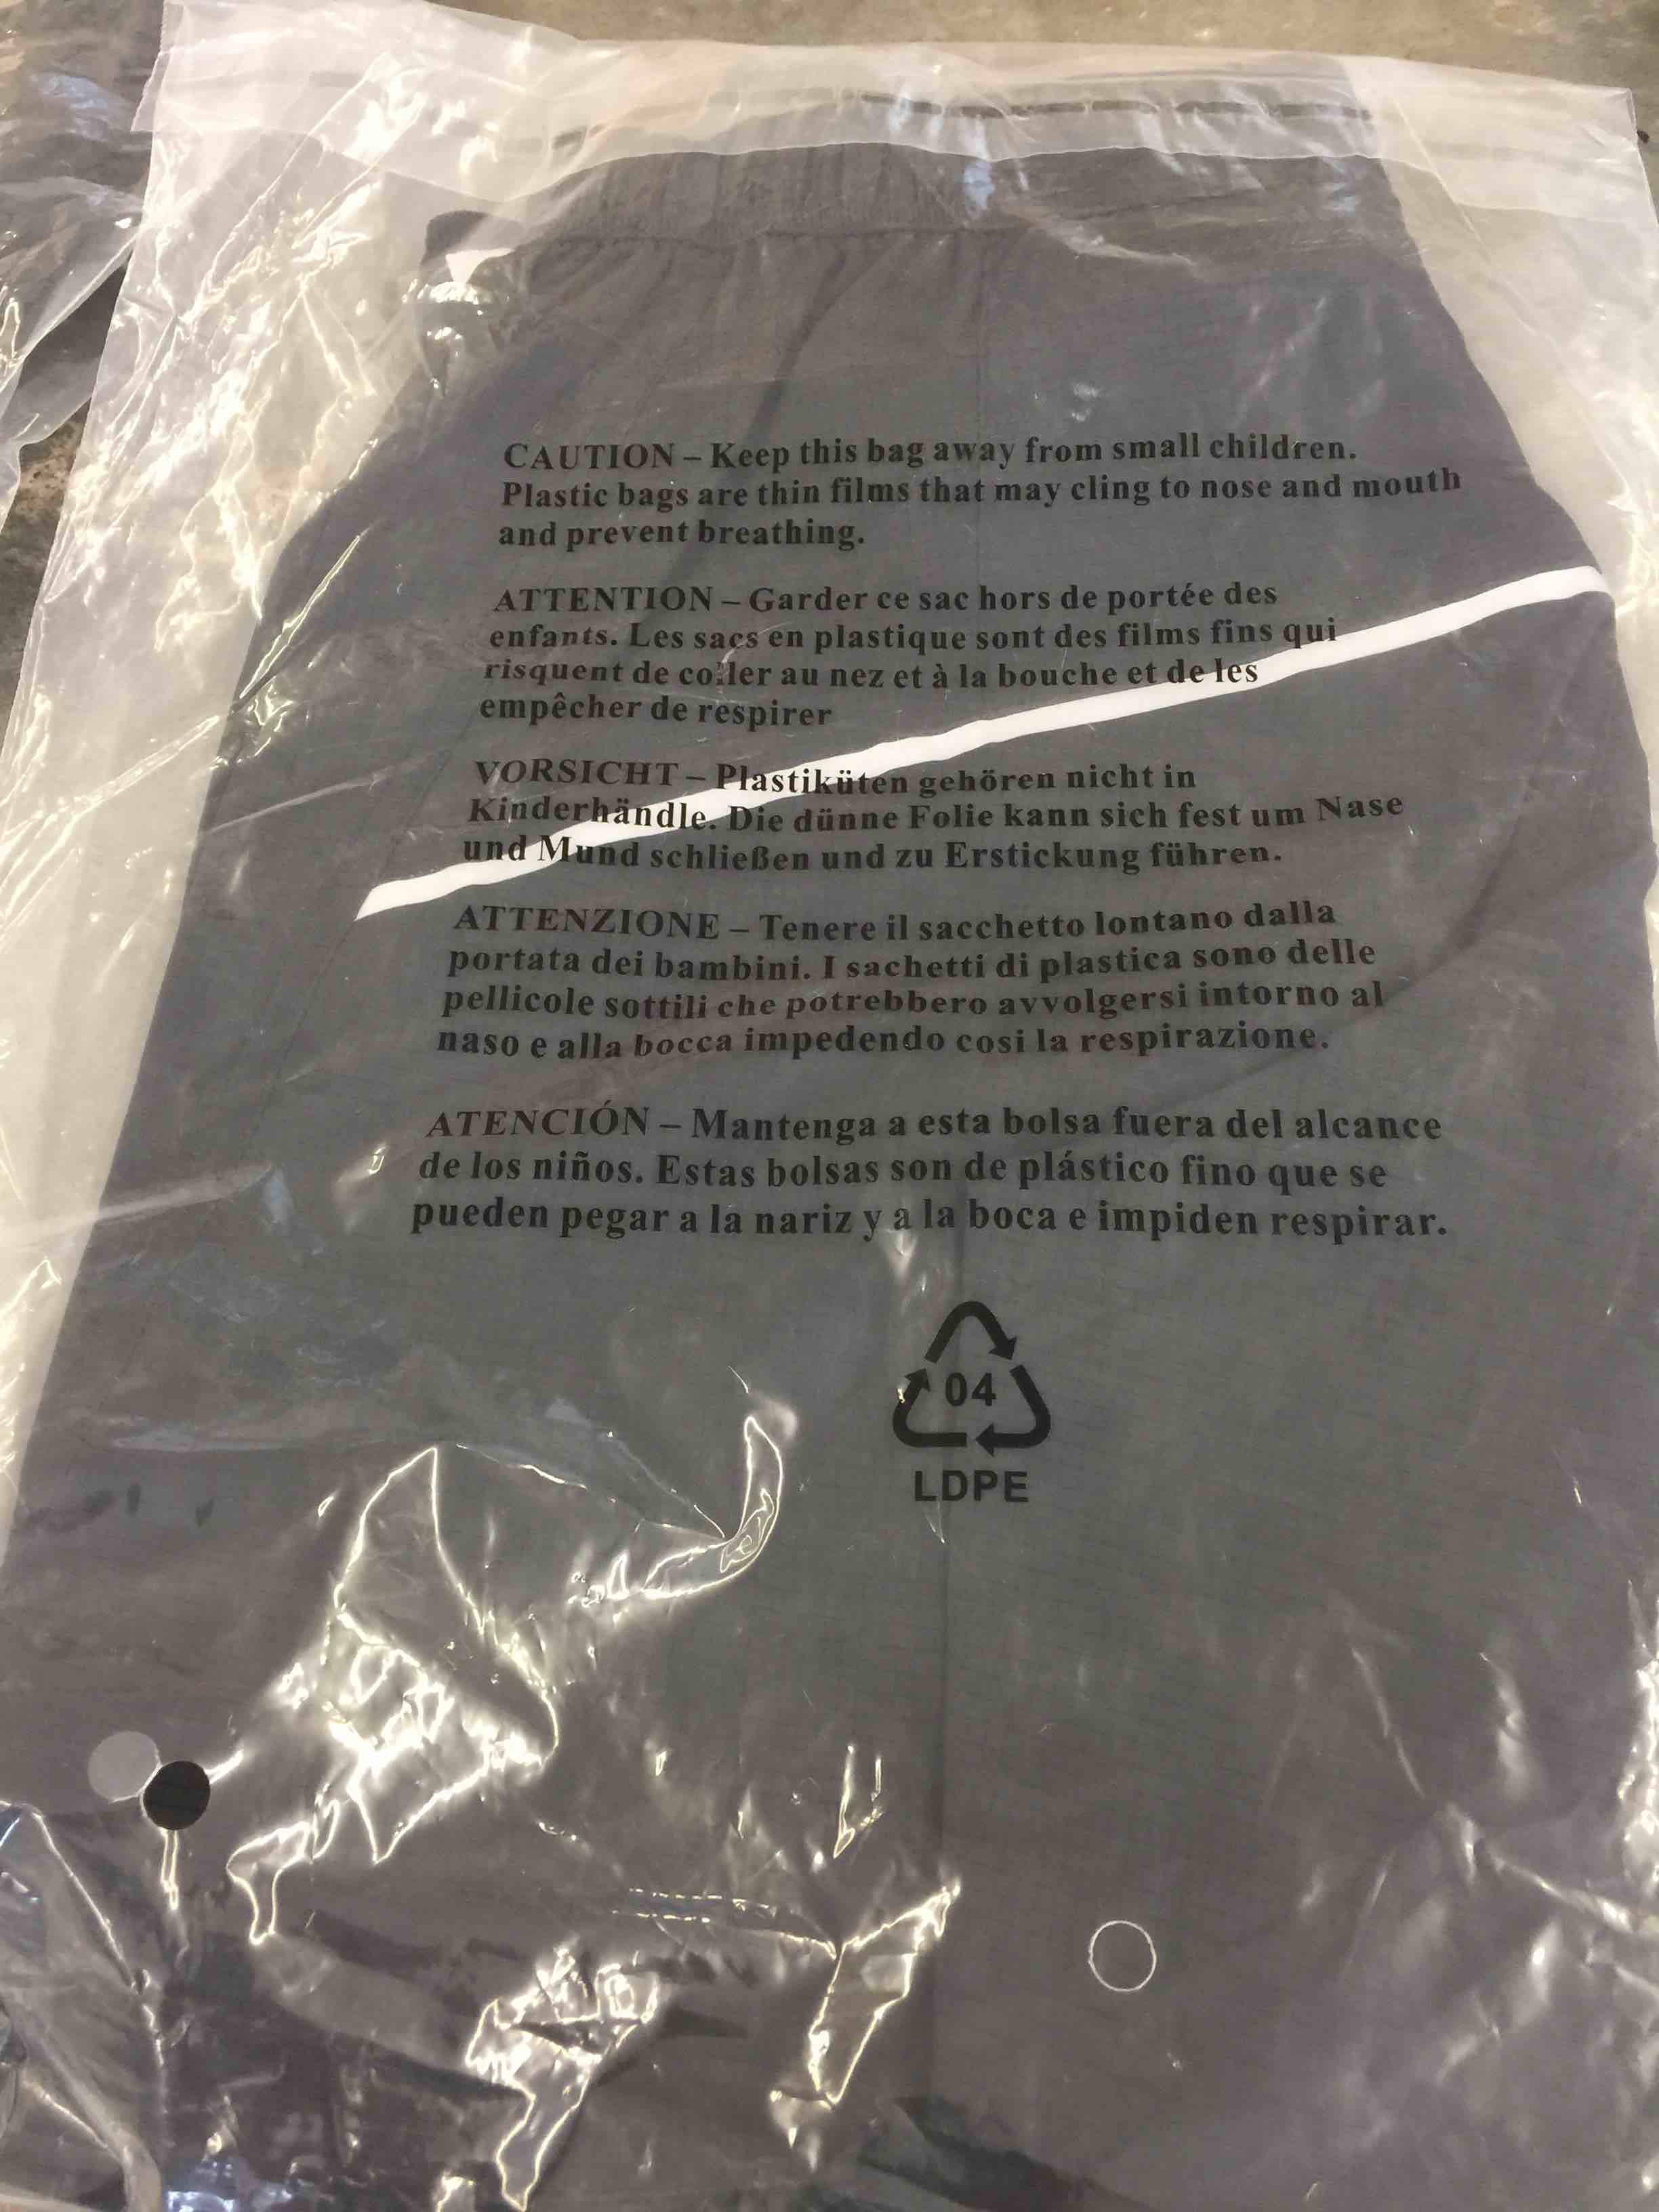 CAUTION – Keep this bag away from small children.
Plastic bags are thin films that may cling to nose and mouth
and prevent breathing.
ATTENTION – Garder ce sac hors de portée des
enfants. Les sacs en plastique sont des films fins qui
risquent de coller au nez et à la bouche et de les
empêcher de respirer
VORSICHT – Plastiküten gehören nicht in
Kinderhändle. Die dünne Folie kann sich fest um Nase
und Mund schließen und zu Erstickung führen.
ATTENZIONE – Tenere il sacchetto lontano dalla
portata dei bambini. I sachetti di plastica sono delle
pellicole sottili che potrebbero avvolgersi intorno al
naso e alla bocca impedendo cosi la respirazione.
ATENCIÓN – Mantenga a esta bolsa fuera del alcance
de los niños. Estas bolsas son de plástico fino que se
pueden pegar a la nariz y a la boca e impiden respirar.
04
LDPE